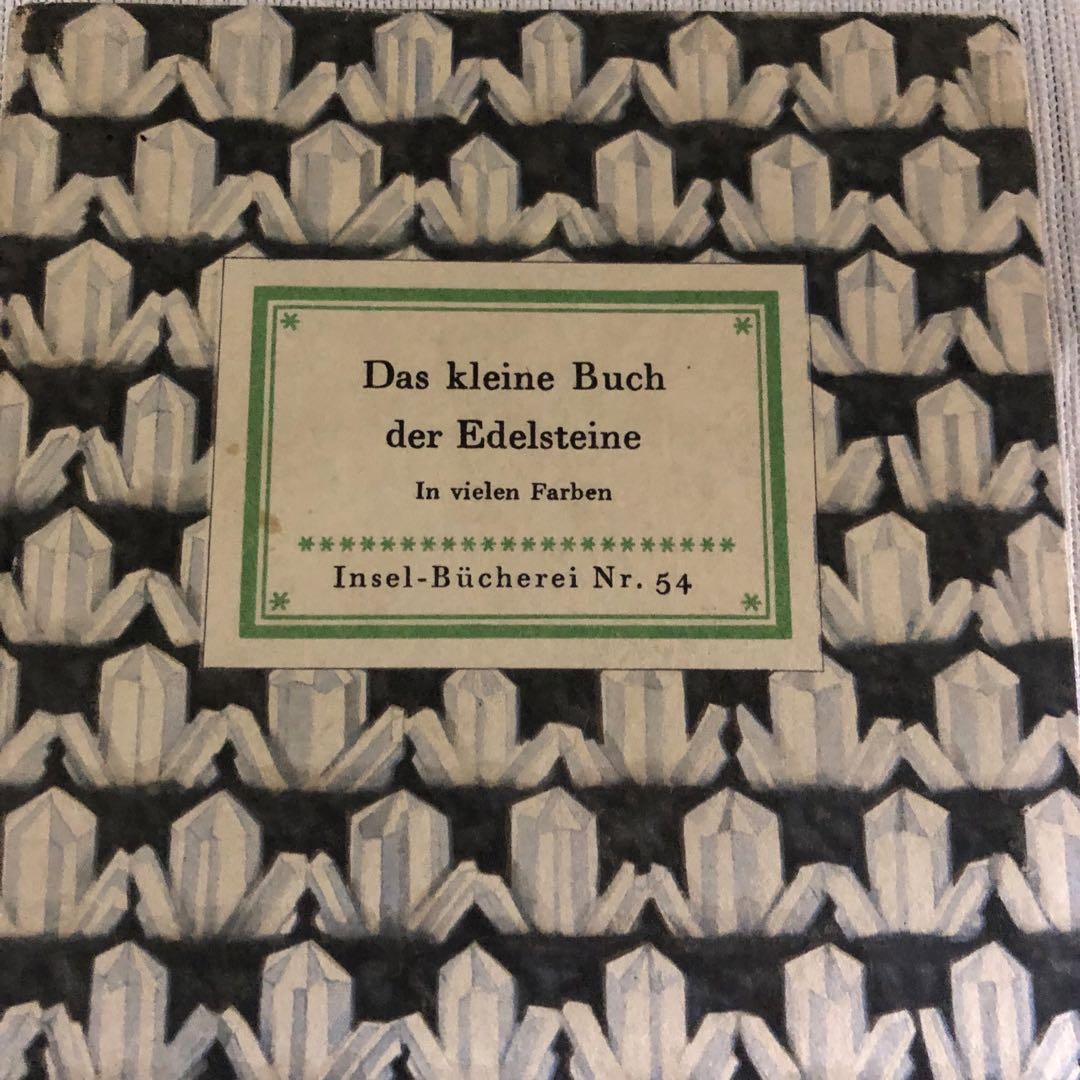 Das kleine Buch
der Edelsteine
In vielen Farben
Insel-Bücherei Nr. 54